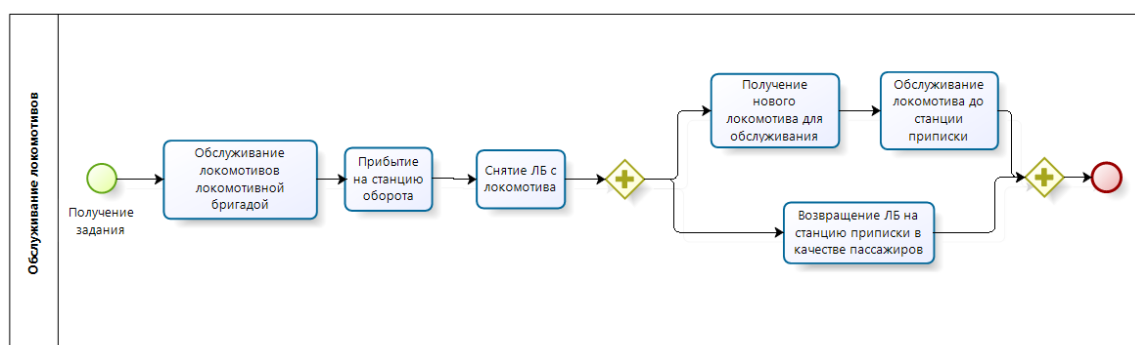 Обслуживание локомотивов
Получение
задания
Обслуживание
локомотивов
локомотивной
бригадой
Прибытие
на станцию
оборота
Снятие ЛБ с
локомотива
Получение
нового
локомотива для
обслуживания
Обслуживание
локомотива до
станции
приписки
Возвращение ЛБ на
станцию приписки в
качестве пассажиров